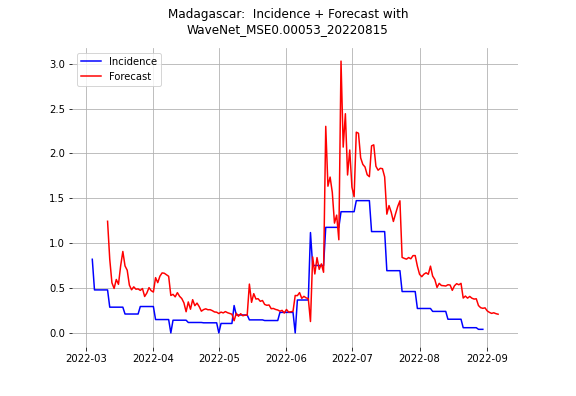 Madagascar:  Incidence + Forecast with
WaveNet_MSE0.00053_20220815
Incidence
Forecast
3.0
2.5
2.0
1.5
1.0
0.5
0.0
2022-03 2022-04 2022-05 2022-06 2022-07 2022-08 2022-09